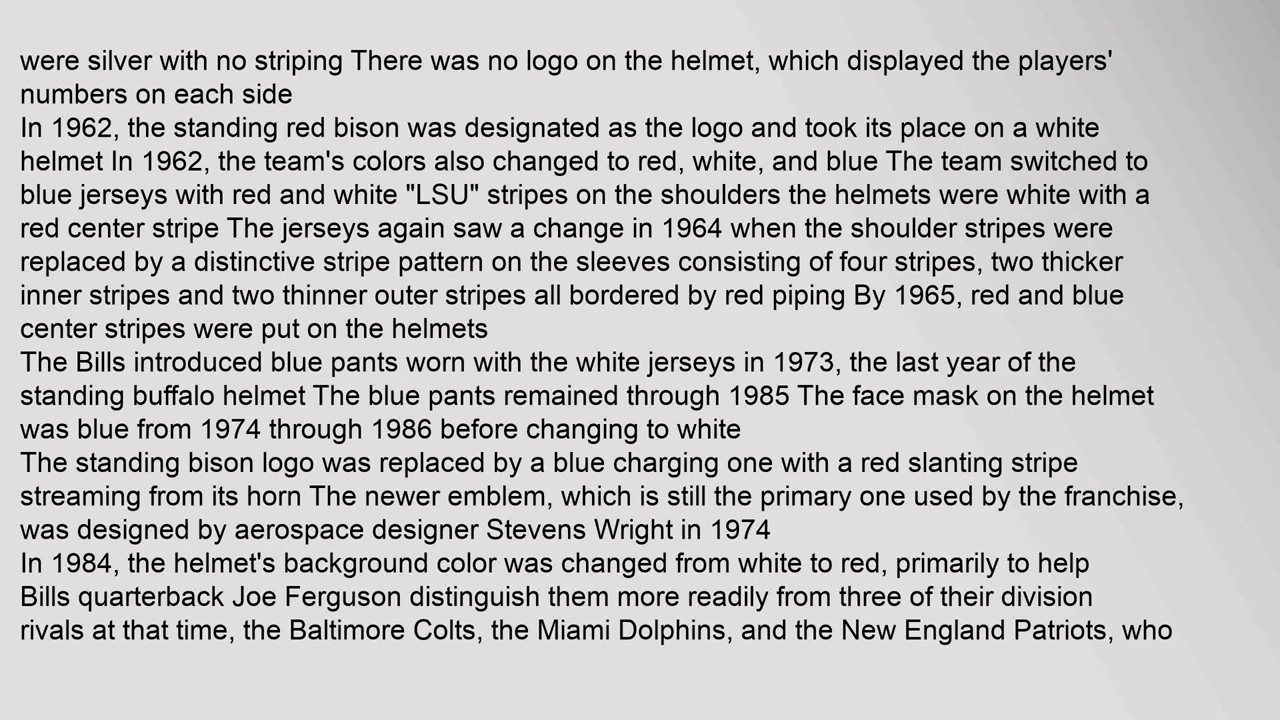 were silver with no striping There was no logo on the helmet, which displayed the players'
numbers on each side
In 1962, the standing red bison was designated as the logo and took its place on a white
helmet In 1962, the team's colors also changed to red, white, and blue The team switched to
blue jerseys with red and white "LSU" stripes on the shoulders the helmets were white with a
red center stripe The jerseys again saw a change in 1964 when the shoulder stripes were
replaced by a distinctive stripe pattern on the sleeves consisting of four stripes, two thicker
inner stripes and two thinner outer stripes all bordered by red piping By 1965, red and blue
center stripes were put on the helmets
The Bills introduced blue pants worn with the white jerseys in 1973, the last year of the
standing buffalo helmet The blue pants remained through 1985 The face mask on the helmet
was blue from 1974 through 1986 before changing to white
The standing bison logo was replaced by a blue charging one with a red slanting stripe
streaming from its horn The newer emblem, which is still the primary one used by the franchise,
was designed by aerospace designer Stevens Wright in 1974
In 1984, the helmet's background color was changed from white to red, primarily to help
Bills quarterback Joe Ferguson distinguish them more readily from three of their division
rivals at that time, the Baltimore Colts, the Miami Dolphins, and the New England Patriots, who